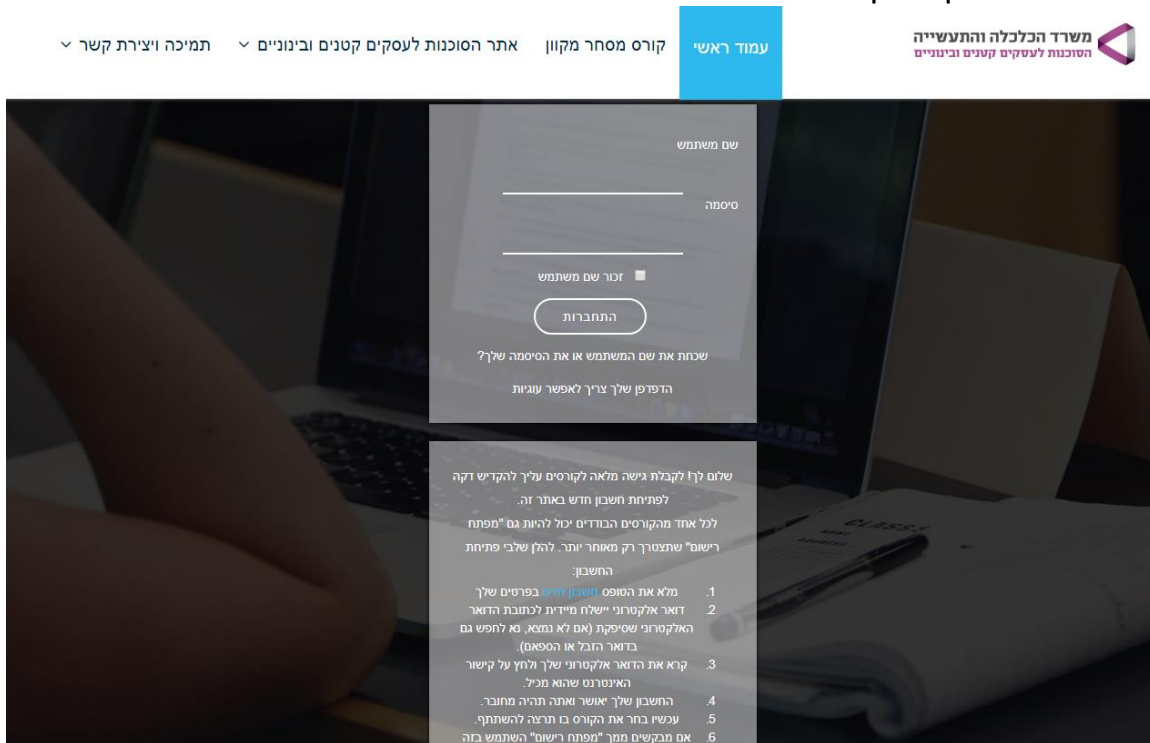 משרד הכלכלה והתעשייה
הסוכנות לעסקים קטנים ובינוניים
עמוד ראשי
קורס מסחר מקוון
אתר הסוכנות לעסקים קטנים ובינוניים
תמיכה ויצירת קשר
שם משתמש
סיסמה
זכור שם משתמש
התחברות
שכחת את שם המשתמש או את הסיסמה שלך?
הדפדפן שלך צריך לאפשר עוגיות
שלום לך! לקבלת גישה מלאה לקורסים עליך להקדיש דקה
לפתיחת חשבון חדש באתר זה.
לכל אחד מהקורסים הבודדים יכול להיות גם "מפתח
רישום" שתצטרך רק מאוחר יותר. להלן שלבי פתיחת
החשבון:
1. מלא את הטופס חשבון חדש בפרטים שלך
2. דואר אלקטרוני יישלח מיידית לכתובת הדואר
האלקטרוני שסיפקת (אם לא נמצא, נא לחפש גם
בדואר הזבל או הספאם).
3. קרא את הדואר אלקטרוני שלך ולחץ על קישור
האינטרנט שהוא מכיל.
4. החשבון שלך יאושר ואתה תהיה מחובר.
5. עכשיו בחר את הקורס בו תרצה להשתתף.
6. אם מבקשים ממך "מפתח רישום" השתמש בזה